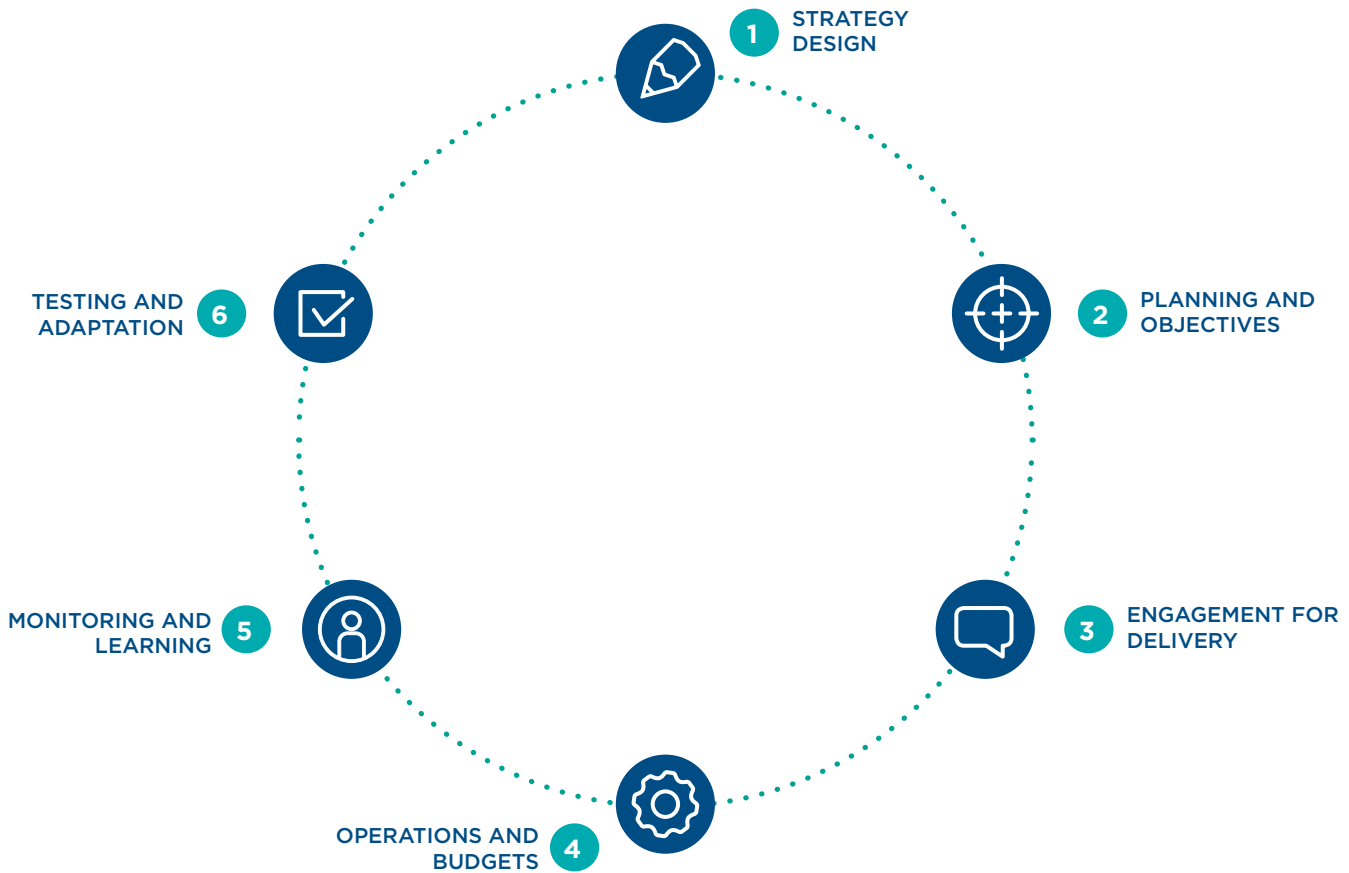 1
STRATEGY
DESIGN
2
PLANNING AND
OBJECTIVES
3
ENGAGEMENT FOR
DELIVERY
4
OPERATIONS AND
BUDGETS
5
MONITORING AND
LEARNING
6
TESTING AND
ADAPTATION